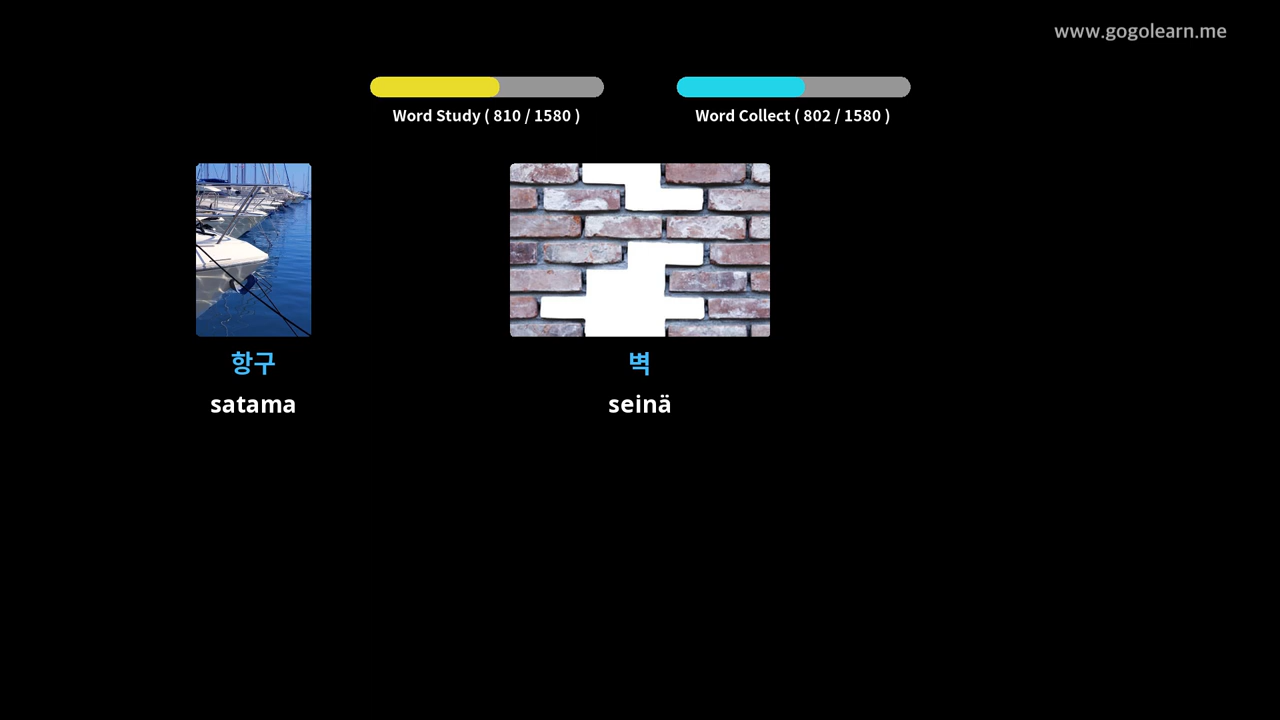 www.gogolearn.me
Word Study ( 810 / 1580 )
Word Collect ( 802 / 1580 )
항구
satama
벽
seinä